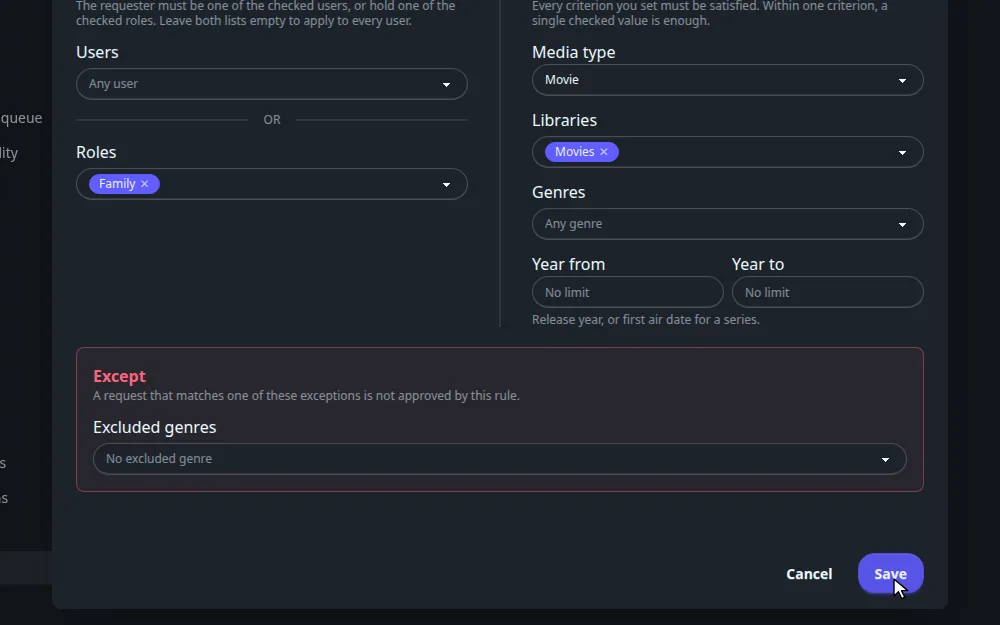 The requester must be one of the checked users, or hold one of the
checked roles. Leave both lists empty to apply to every user.
Users
Any user
OR
Roles
Family ×
Every criterion you set must be satisfied. Within one criterion, a
single checked value is enough.
Media type
Movie
Libraries
Movies ×
Genres
Any genre
Year from
Year to
No limit
No limit
Release year, or first air date for a series.
Except
A request that matches one of these exceptions is not approved by this rule.
Excluded genres
No excluded genre
Cancel
Save
queue